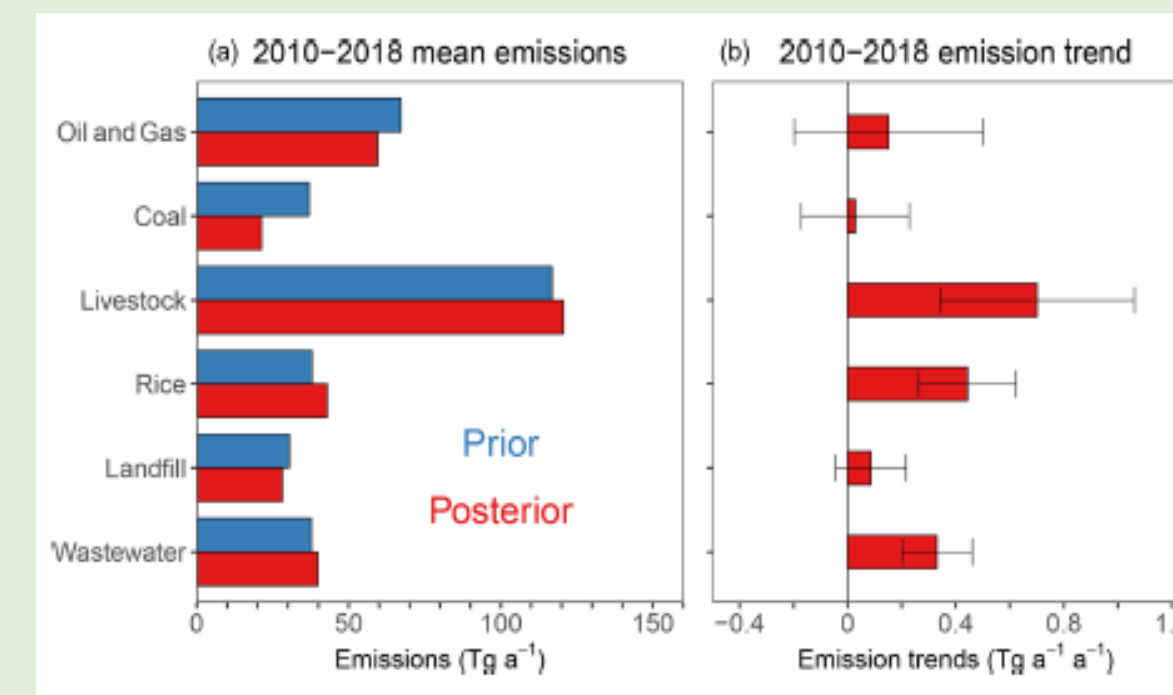 (a) 2010−2018 mean emissions
(b) 2010−2018 emission trend
Oil and Gas
Coal
Livestock
Rice
Landfill
Wastewater
Prior
Posterior
0 50 100 150
Emissions (Tg a⁻¹)
−0.4 0 0.4 0.8 1.
Emission trends (Tg a⁻¹ a⁻¹)